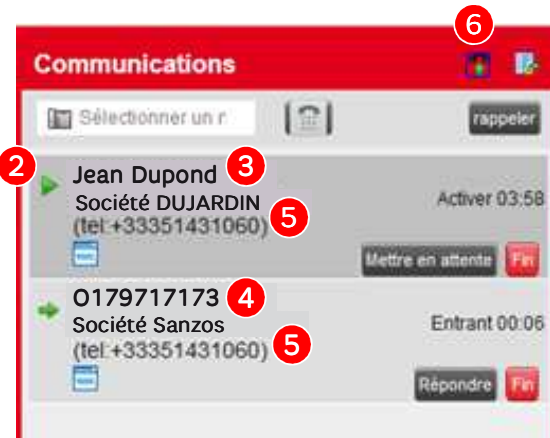 6
Communications
Sélectionner un r
rappeler
2
Jean Dupond 3
Société DUJARDIN
Activer 03:58
(tel:+33351431060) 5
Mettre en attente Fin
0179717173 4
Société Sanzos
Entrant 00:06
(tel:+33351431060) 5
Répondre Fin